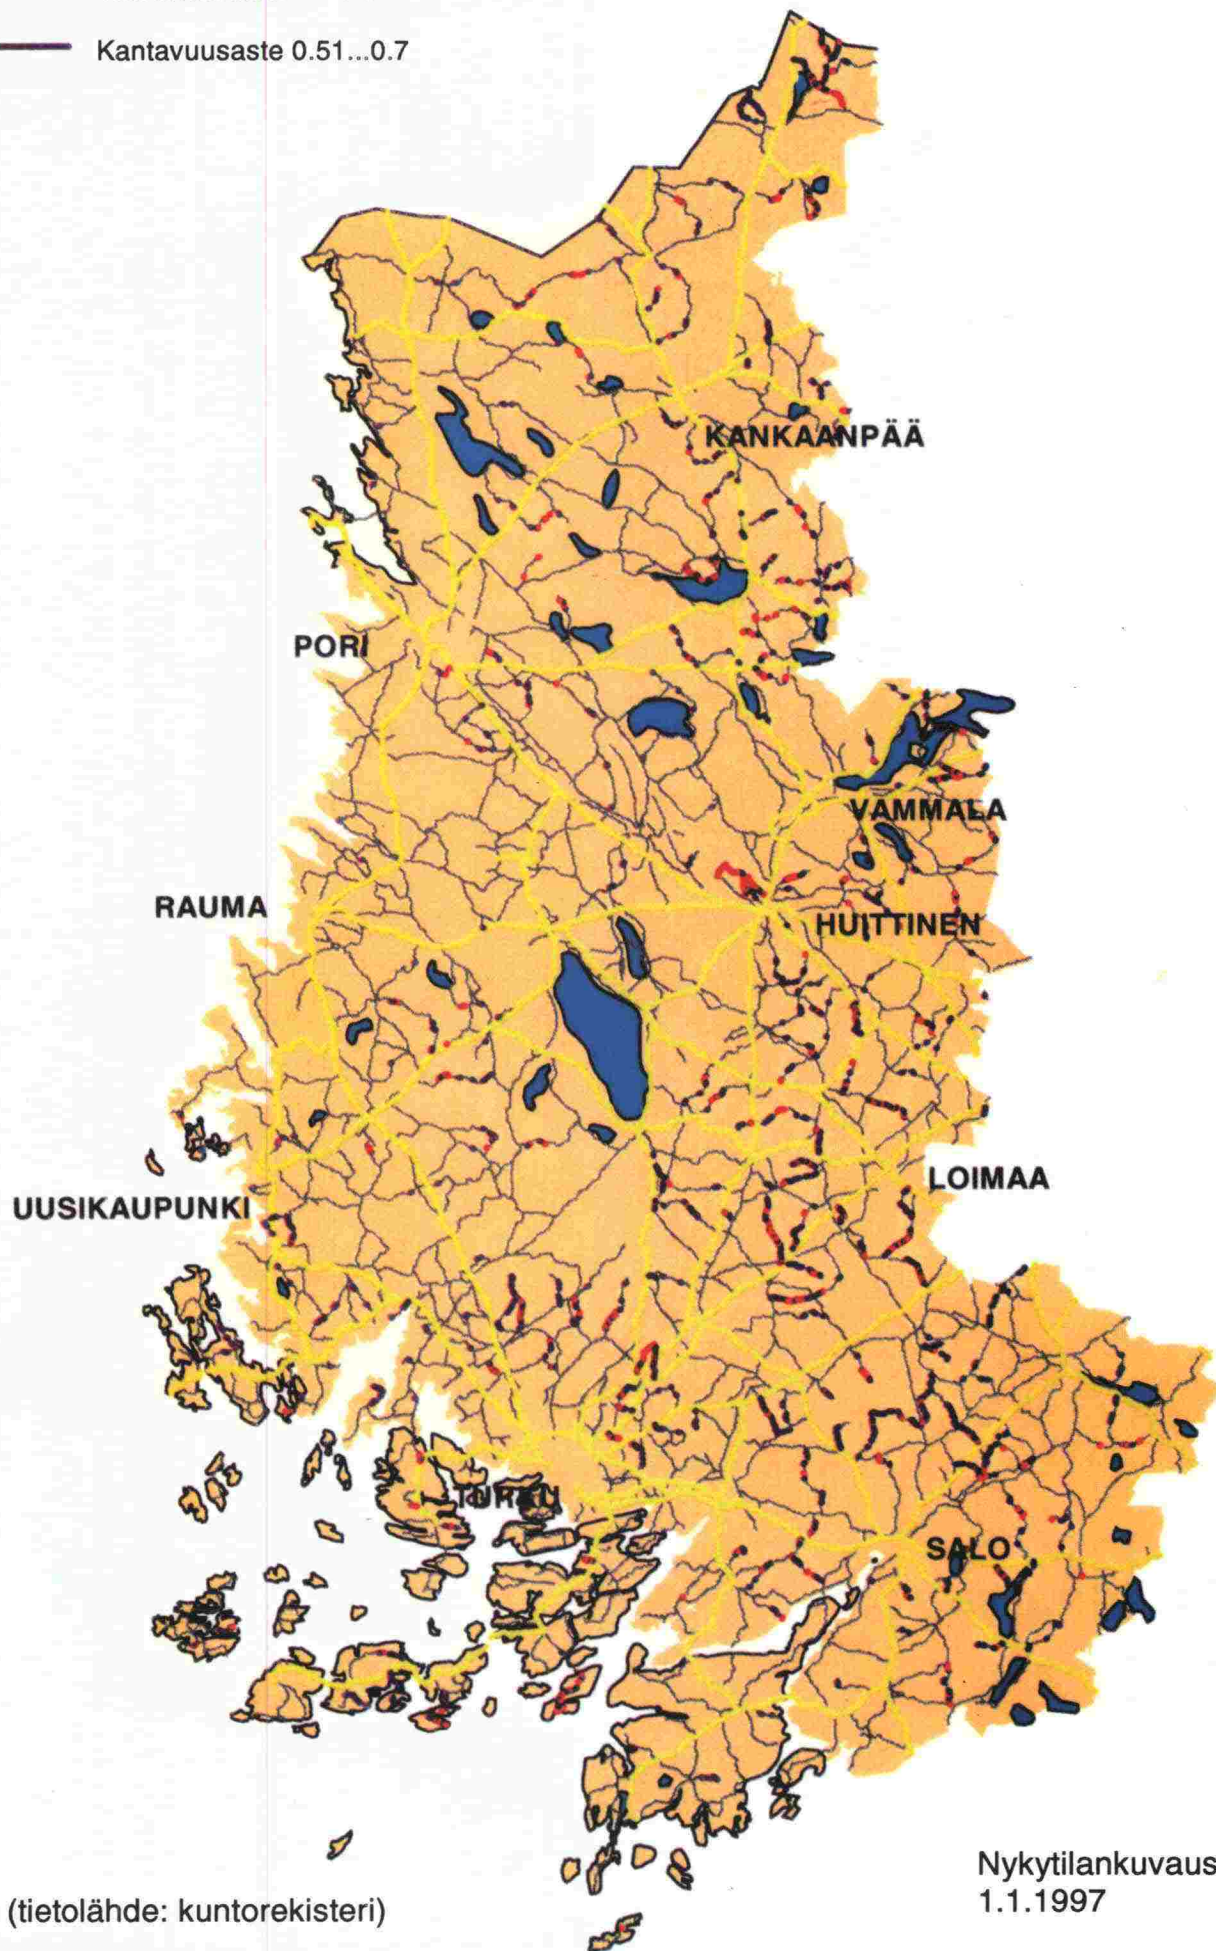 Kantavuusaste 0.51...0.7
KANKAANPÄÄ
PORI
VAMMALA
RAUMA
HUITTINEN
LOIMAA
UUSIKAUPUNKI
TURKU
SALO
Nykytilankuvaus
1.1.1997
(tietolähde: kuntorekisteri)